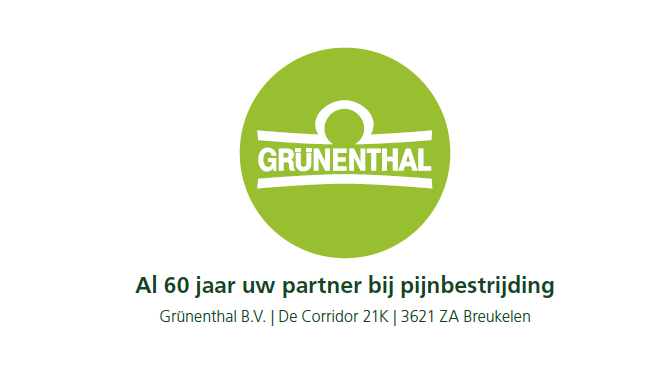 GRÜNENTHAL
Al 60 jaar uw partner bij pijnbestrijding
Grünenthal B.V. | De Corridor 21K | 3621 ZA Breukelen